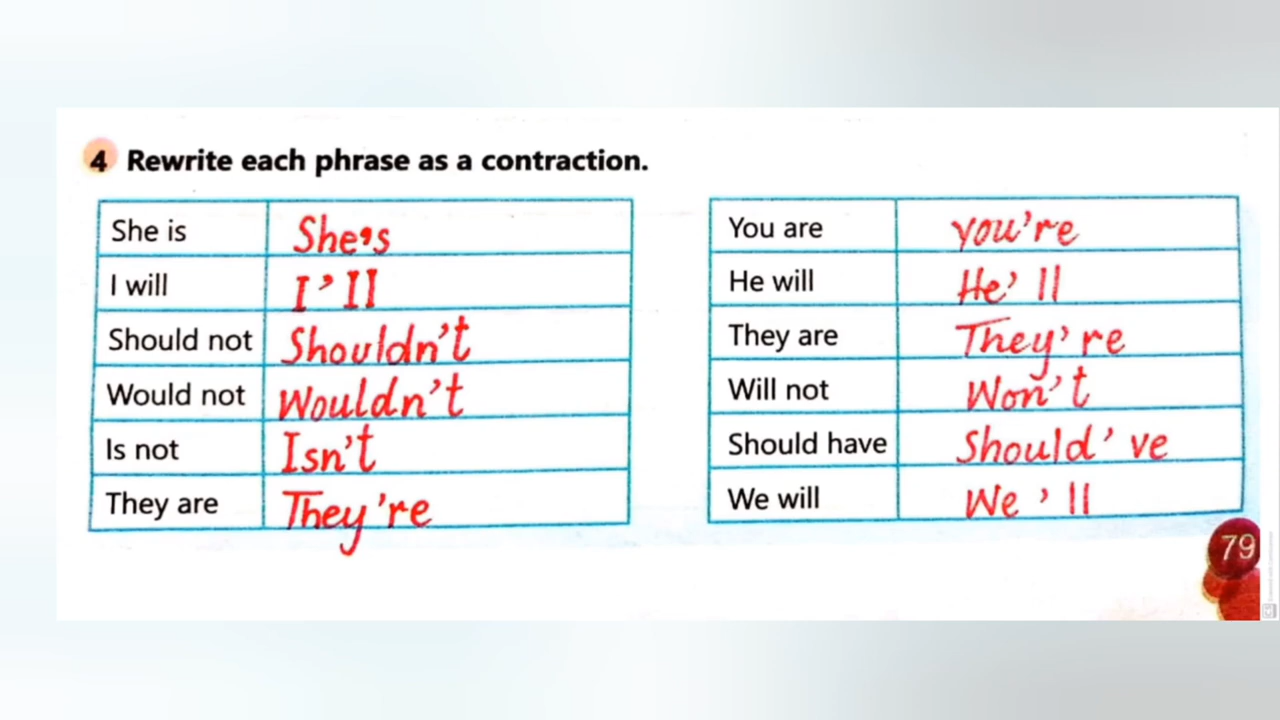 4 Rewrite each phrase as a contraction.
She is She's
I will I'll
Should not Shouldn't
Would not Wouldn't
Is not Isn't
They are They're
You are you're
He will He'll
They are They're
Will not Won't
Should have Should've
We will We'll
79